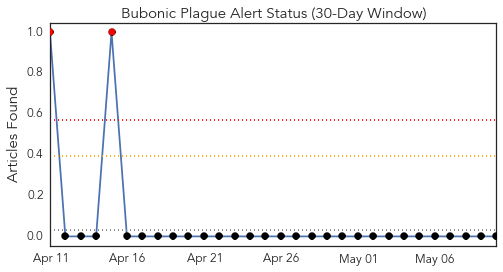 Bubonic Plague Alert Status (30-Day Window)
1.0
0.8
0.6
0.4
0.2
0.0
Articles Found
Apr 11
Apr 16
Apr 21
Apr 26
May 01
May 06